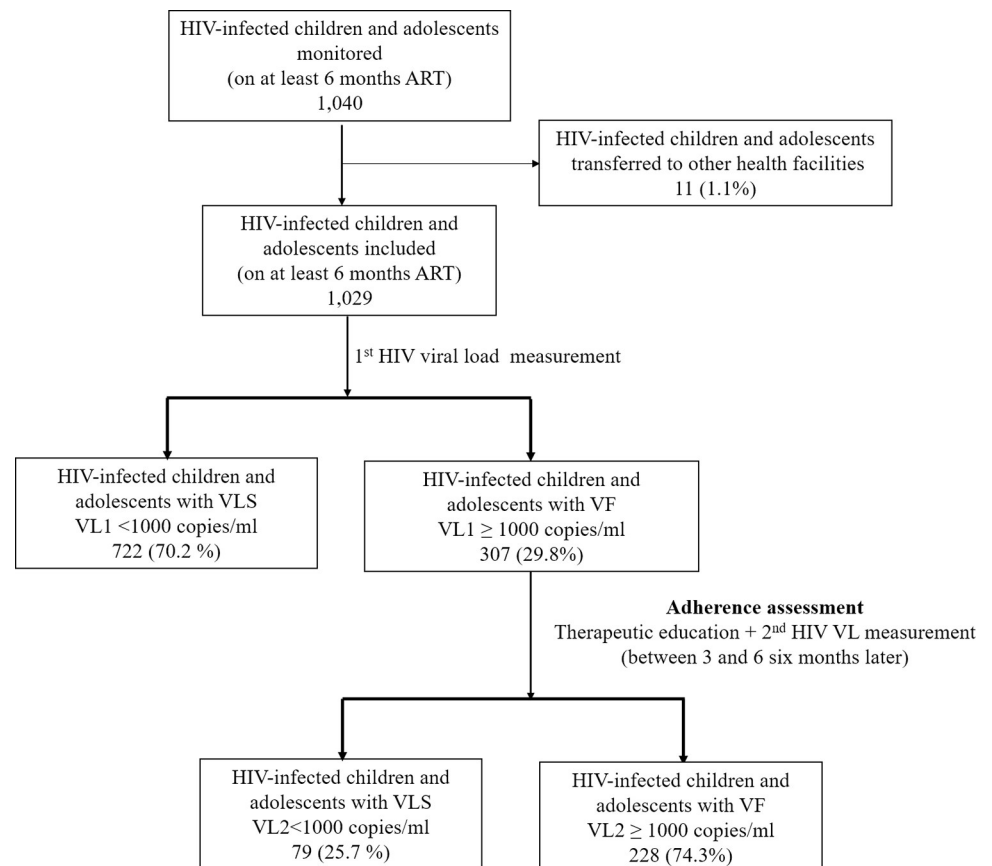 HIV-infected children and adolescents
monitored
(on at least 6 months ART)
1,040
HIV-infected children and adolescents
transferred to other health facilities
11 (1.1%)
HIV-infected children and
adolescents included
(on at least 6 months ART)
1,029
1st HIV viral load measurement
HIV-infected children and
adolescents with VLS
VL1 <1000 copies/ml
722 (70.2 %)
HIV-infected children and
adolescents with VF
VL1 ≥ 1000 copies/ml
307 (29.8%)
Adherence assessment
Therapeutic education + 2nd HIV VL measurement
(between 3 and 6 six months later)
HIV-infected children and
adolescents with VLS
VL2<1000 copies/ml
79 (25.7 %)
HIV-infected children and
adolescents with VF
VL2 ≥ 1000 copies/ml
228 (74.3%)